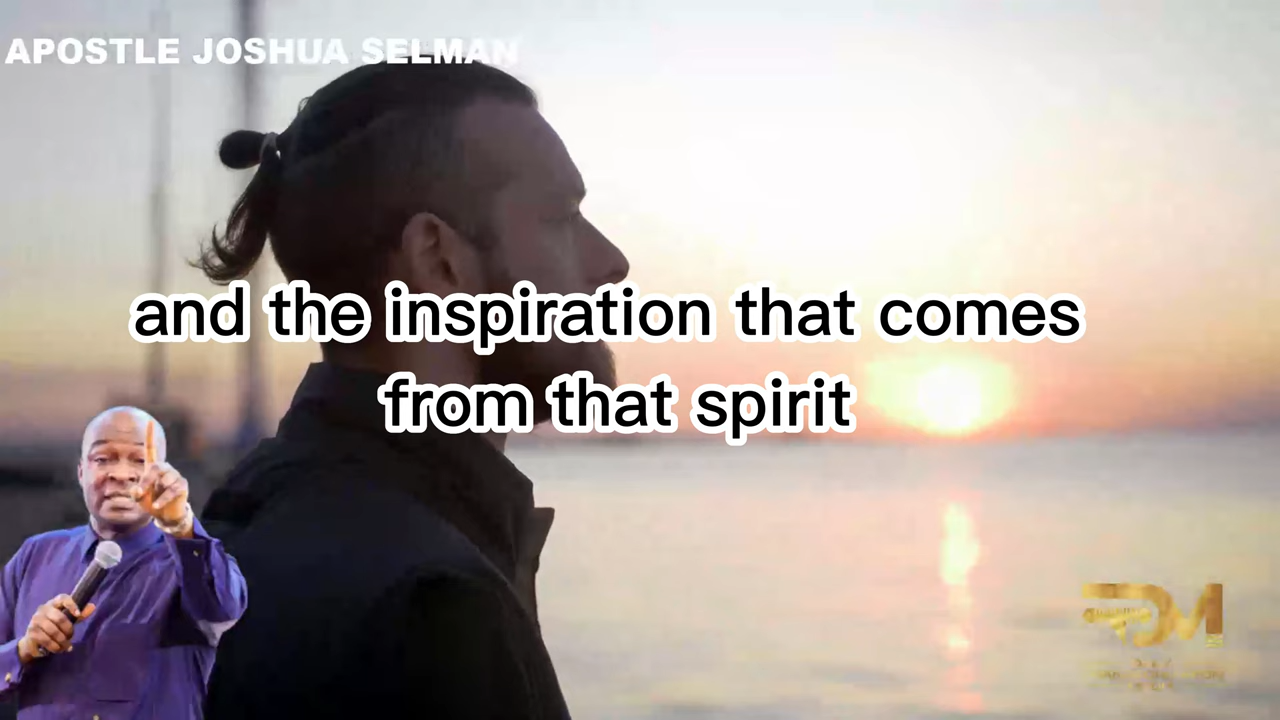 APOSTLE JOSHUA SELMAN
and the inspiration that comes
from that spirit